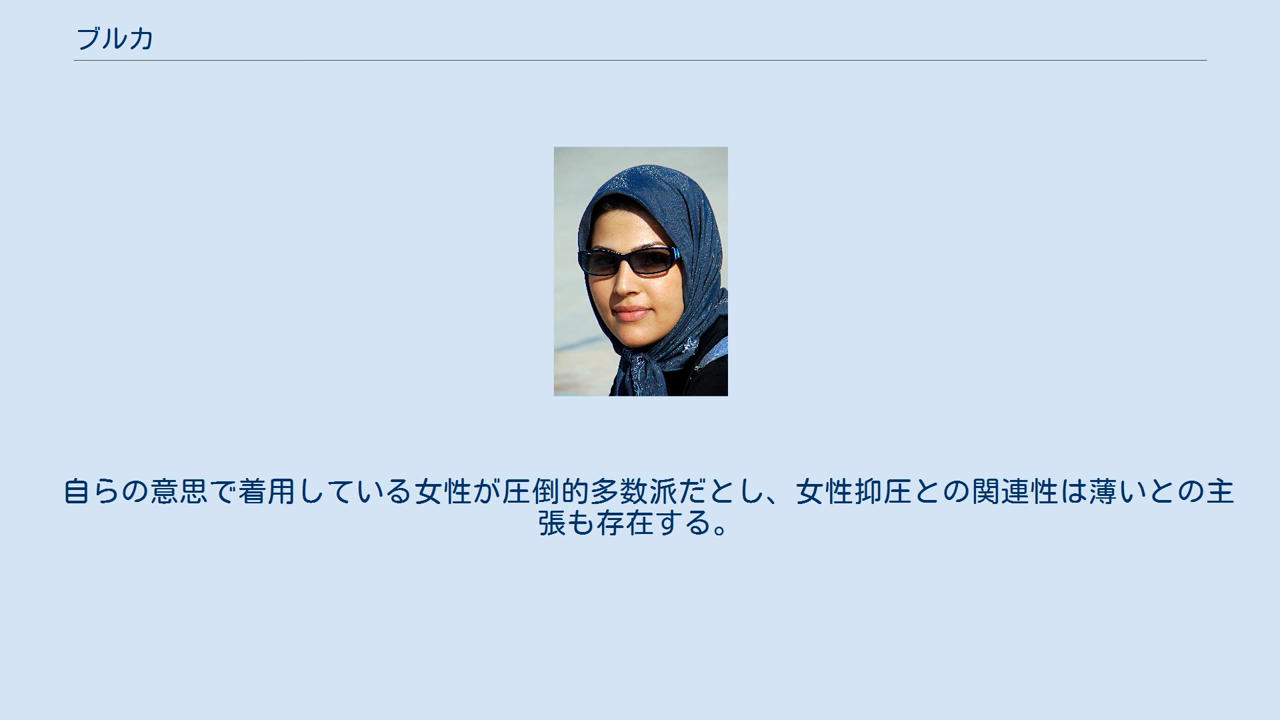 ブルカ
自らの意思で着用している女性が圧倒的多数派だとし、女性抑圧との関連性は薄いとの主
張も存在する。